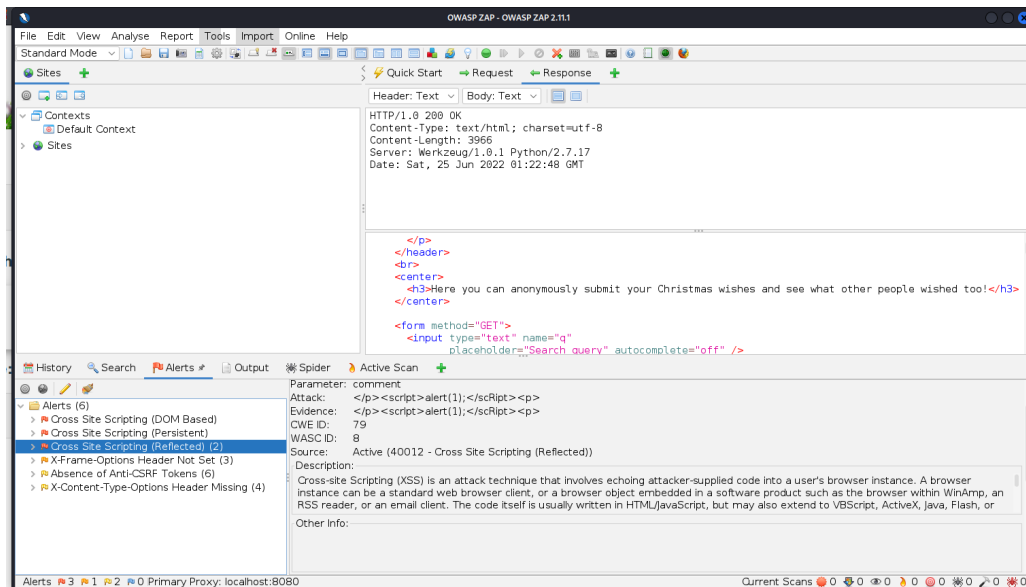 OWASP ZAP - OWASP ZAP 2.11.1
File Edit View Analyse Report Tools Import Online Help
Standard Mode
Sites
Quick Start Request Response
Header: Text Body: Text
Contexts
Default Context
Sites
HTTP/1.0 200 OK
Content-Type: text/html; charset=utf-8
Content-Length: 3966
Server: Werkzeug/1.0.1 Python/2.7.17
Date: Sat, 25 Jun 2022 01:22:48 GMT
</p>
</header>
<br>
<center>
<h3>Here you can anonymously submit your Christmas wishes and see what other people wished too!</h3>
</center>
<form method="GET">
<input type="text" name="q"
placeholder="Search query" autocomplete="off" />
History Search Alerts Output Spider Active Scan
Alerts (6)
Cross Site Scripting (DOM Based)
Cross Site Scripting (Persistent)
Cross Site Scripting (Reflected) (2)
X-Frame-Options Header Not Set (3)
Absence of Anti-CSRF Tokens (6)
X-Content-Type-Options Header Missing (4)
Parameter: comment
Attack: </p><script>alert(1);</scRipt><p>
Evidence: </p><script>alert(1);</scRipt><p>
CWE ID: 79
WASC ID: 8
Source: Active (40012 - Cross Site Scripting (Reflected))
Description:
Cross-site Scripting (XSS) is an attack technique that involves echoing attacker-supplied code into a user's browser instance. A browser
instance can be a standard web browser client, or a browser object embedded in a software product such as the browser within WinAmp, an
RSS reader, or an email client. The code itself is usually written in HTML/JavaScript, but may also extend to VBScript, ActiveX, Java, Flash, or
Other Info:
Alerts 3 1 2 0 Primary Proxy: localhost:8080
Current Scans 0 0 0 0 0 0 0 0